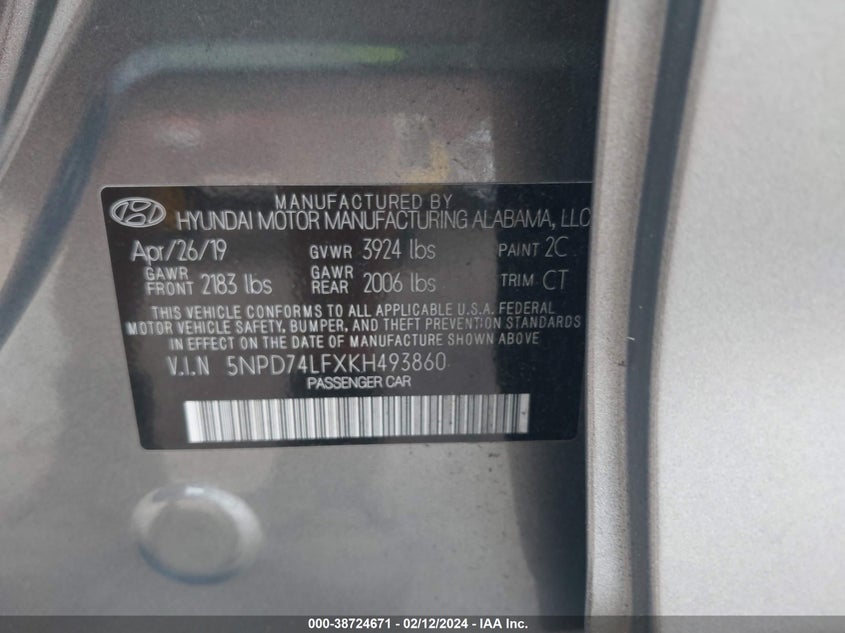 MANUFACTURED BY
HYUNDAI MOTOR MANUFACTURING ALABAMA, LLC
Apr/26/19 GVWR 3924 lbs PAINT 2C
GAWR FRONT 2183 lbs GAWR REAR 2006 lbs TRIM CT
THIS VEHICLE CONFORMS TO ALL APPLICABLE U.S.A. FEDERAL
MOTOR VEHICLE SAFETY, BUMPER, AND THEFT PREVENTION STANDARDS
IN EFFECT ON THE DATE OF MANUFACTURE SHOWN ABOVE
V.I.N 5NPD74LFXKH493860
PASSENGER CAR
000-38724671 - 02/12/2024 - IAA Inc.